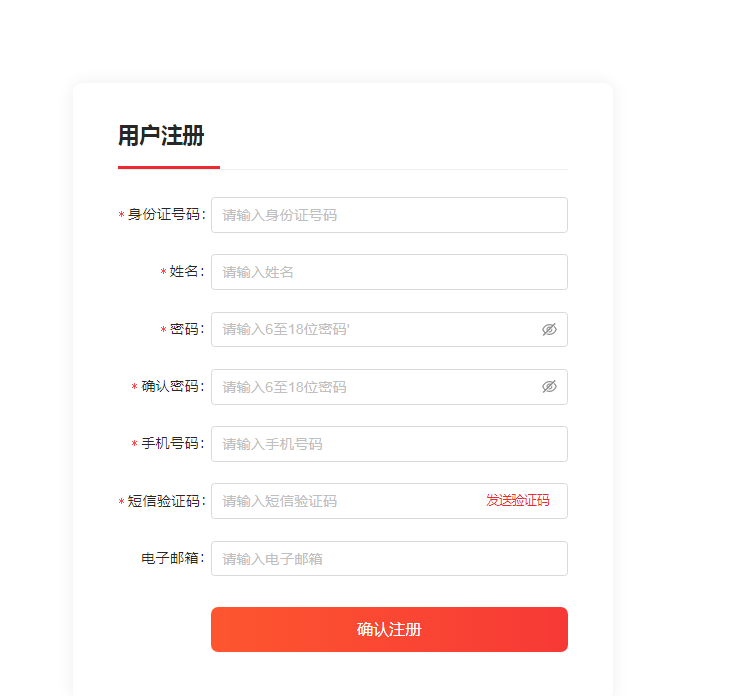 用户注册
* 身份证号码: 请输入身份证号码
* 姓名: 请输入姓名
* 密码: 请输入6至18位密码'
* 确认密码: 请输入6至18位密码
* 手机号码: 请输入手机号码
* 短信验证码: 请输入短信验证码 发送验证码
电子邮箱: 请输入电子邮箱
确认注册